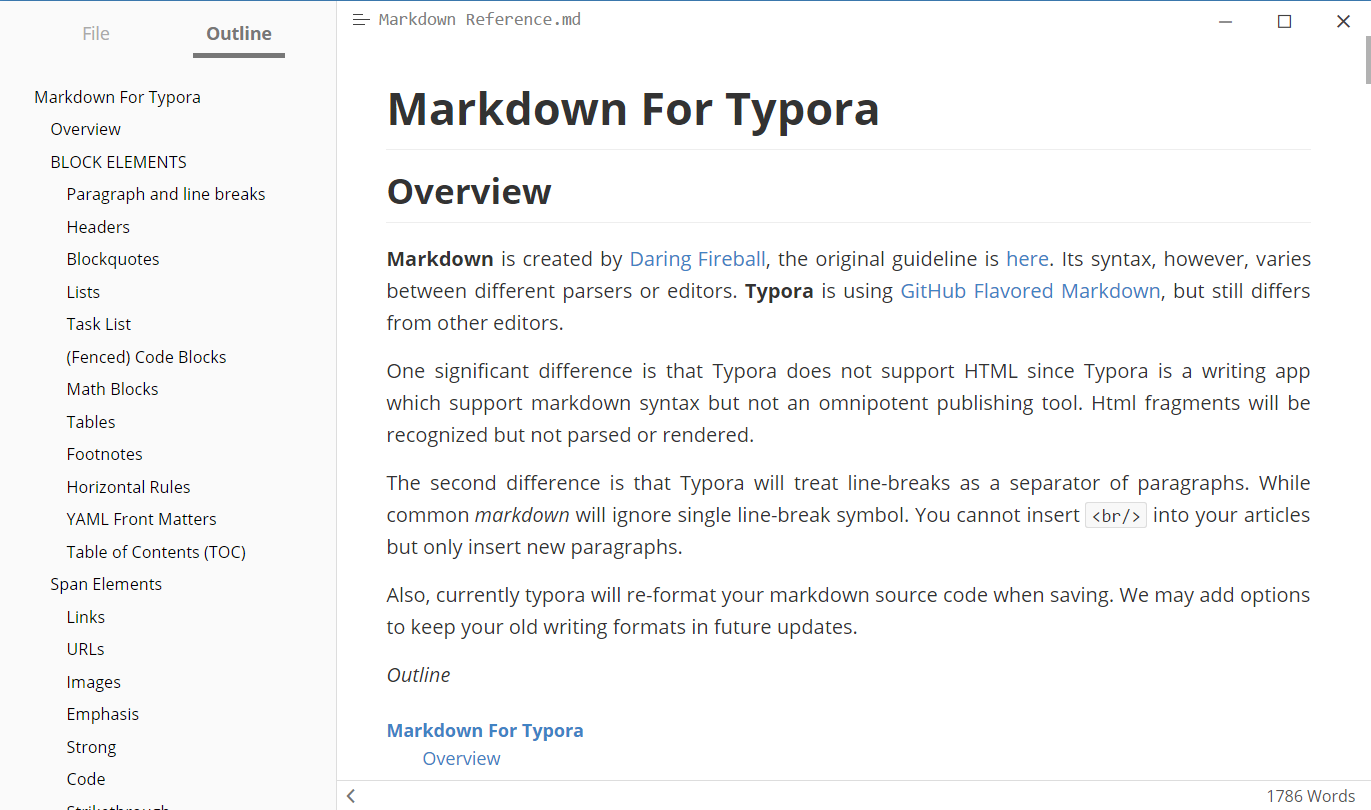 File
Outline
Markdown For Typora
Overview
BLOCK ELEMENTS
Paragraph and line breaks
Headers
Blockquotes
Lists
Task List
(Fenced) Code Blocks
Math Blocks
Tables
Footnotes
Horizontal Rules
YAML Front Matters
Table of Contents (TOC)
Span Elements
Links
URLs
Images
Emphasis
Strong
Code
Strikethrough
Markdown Reference.md
Markdown For Typora
Overview
Markdown is created by Daring Fireball, the original guideline is here. Its syntax, however, varies
between different parsers or editors. Typora is using GitHub Flavored Markdown, but still differs
from other editors.
One significant difference is that Typora does not support HTML since Typora is a writing app
which support markdown syntax but not an omnipotent publishing tool. Html fragments will be
recognized but not parsed or rendered.
The second difference is that Typora will treat line-breaks as a separator of paragraphs. While
common markdown will ignore single line-break symbol. You cannot insert <br/> into your articles
but only insert new paragraphs.
Also, currently typora will re-format your markdown source code when saving. We may add options
to keep your old writing formats in future updates.
Outline
Markdown For Typora
Overview
1786 Words